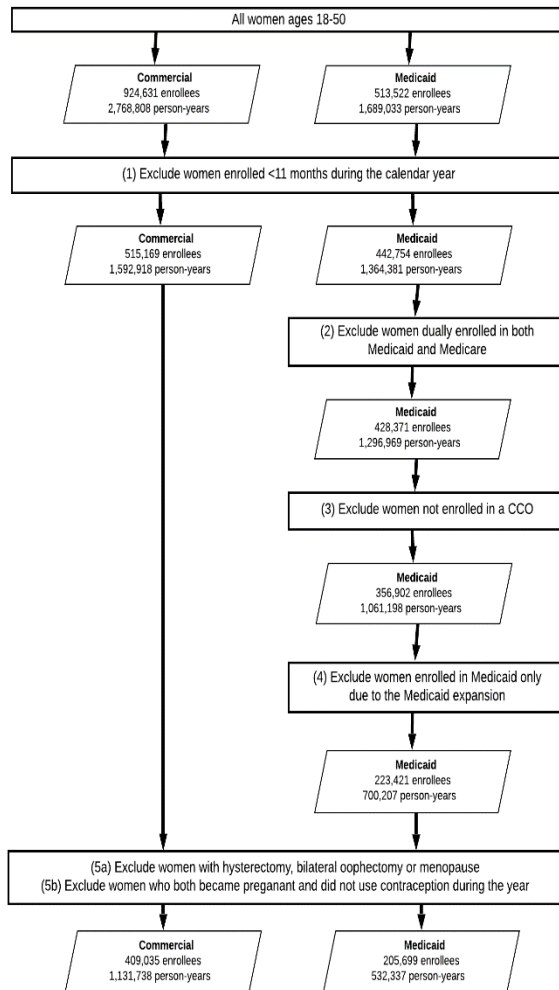 All women ages 18-50
Commercial
924,631 enrollees
2,768,808 person-years
Medicaid
513,522 enrollees
1,689,033 person-years
(1) Exclude women enrolled <11 months during the calendar year
Commercial
515,169 enrollees
1,592,918 person-years
Medicaid
442,754 enrollees
1,364,381 person-years
(2) Exclude women dually enrolled in both
Medicaid and Medicare
Medicaid
428,371 enrollees
1,296,969 person-years
(3) Exclude women not enrolled in a CCO
Medicaid
356,902 enrollees
1,061,198 person-years
(4) Exclude women enrolled in Medicaid only
due to the Medicaid expansion
Medicaid
223,421 enrollees
700,207 person-years
(5a) Exclude women with hysterectomy, bilateral oophectomy or menopause
(5b) Exclude women who both became preganant and did not use contraception during the year
Commercial
409,035 enrollees
1,131,738 person-years
Medicaid
205,699 enrollees
532,337 person-years